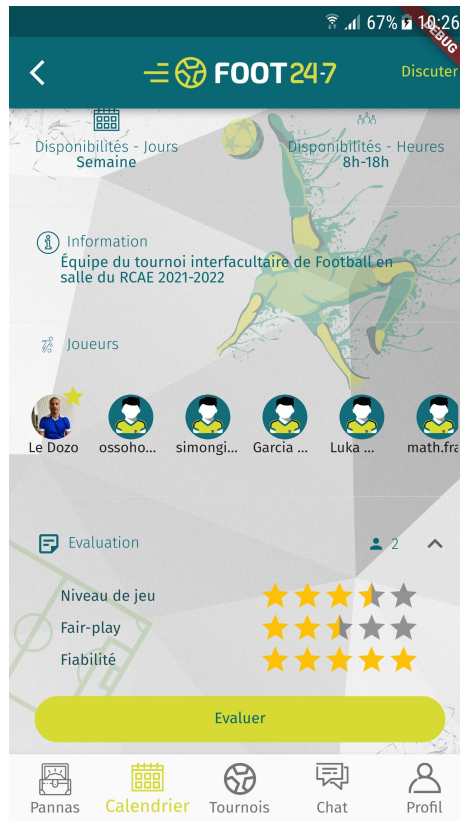 67% 10:26
DEBUG
FOOT 24-7
Discuter
Disponibilités - Jours
Semaine
Disponibilités - Heures
8h-18h
Information
Équipe du tournoi interfacultaire de Football en
salle du RCAE 2021-2022
Joueurs
Le Dozo ossoho... simongi... Garcia ... Luka ... math.fra
Evaluation 2
Niveau de jeu
Fair-play
Fiabilité
Evaluer
Pannas Calendrier Tournois Chat Profil